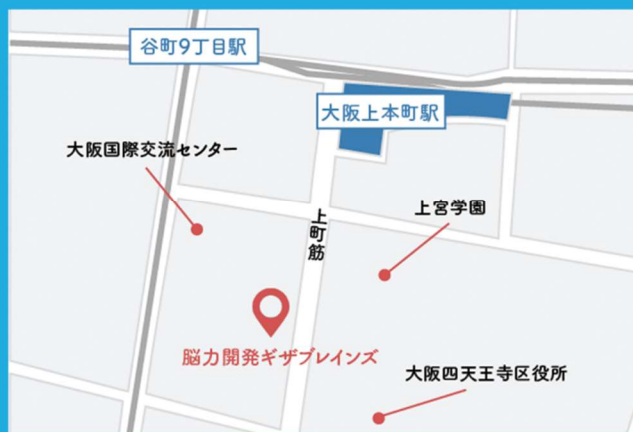 谷町9丁目駅
大阪上本町駅
大阪国際交流センター
上宮学園
上町筋
脳力開発ギザブレインズ
大阪四天王寺区役所